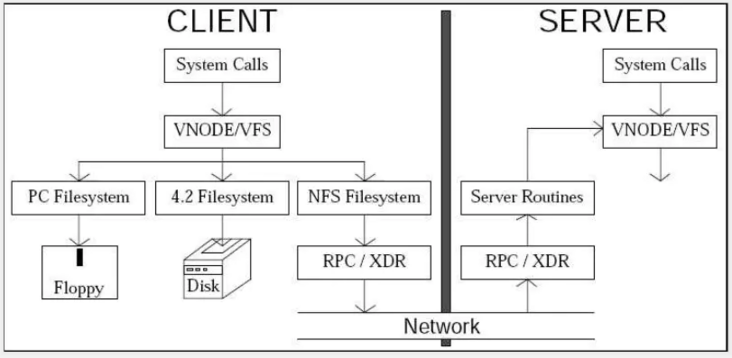 CLIENT
SERVER
System Calls
System Calls
VNODE/VFS
VNODE/VFS
PC Filesystem
4.2 Filesystem
NFS Filesystem
Server Routines
Floppy
Disk
RPC / XDR
RPC / XDR
Network